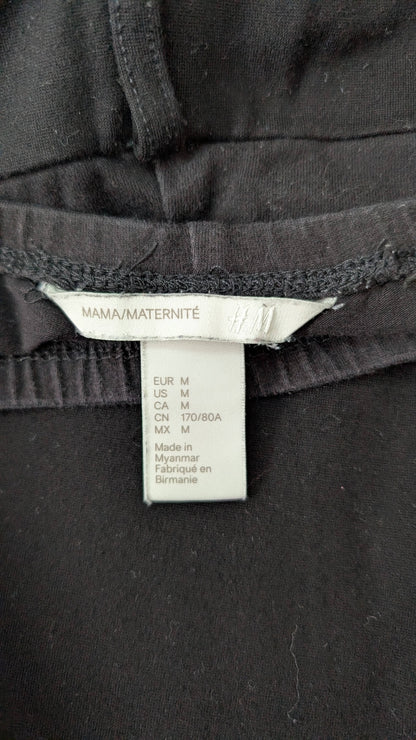 MAMA/MATERNITÉ
EUR M
US M
CA M
CN 170/80A
MX M
Made in
Myanmar
Fabriqué en
Birmanie